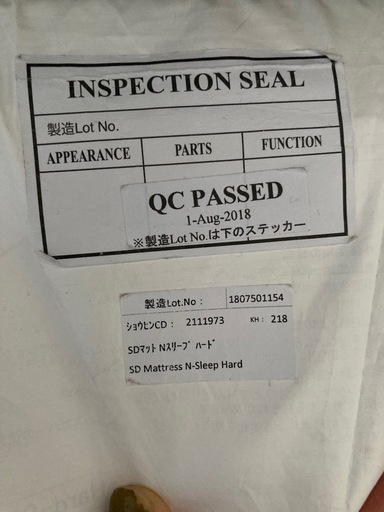 INSPECTION SEAL
製造Lot No.
APPEARANCE PARTS FUNCTION
QC PASSED
1-Aug-2018
※製造Lot No.は下のステッカー
製造Lot.No： 1807501154
ｼｮｳﾋﾝCD： 2111973 KH： 218
SDﾏｯﾄ Nｽﾘｰﾌﾟ ﾊｰﾄﾞ
SD Mattress N-Sleep Hard